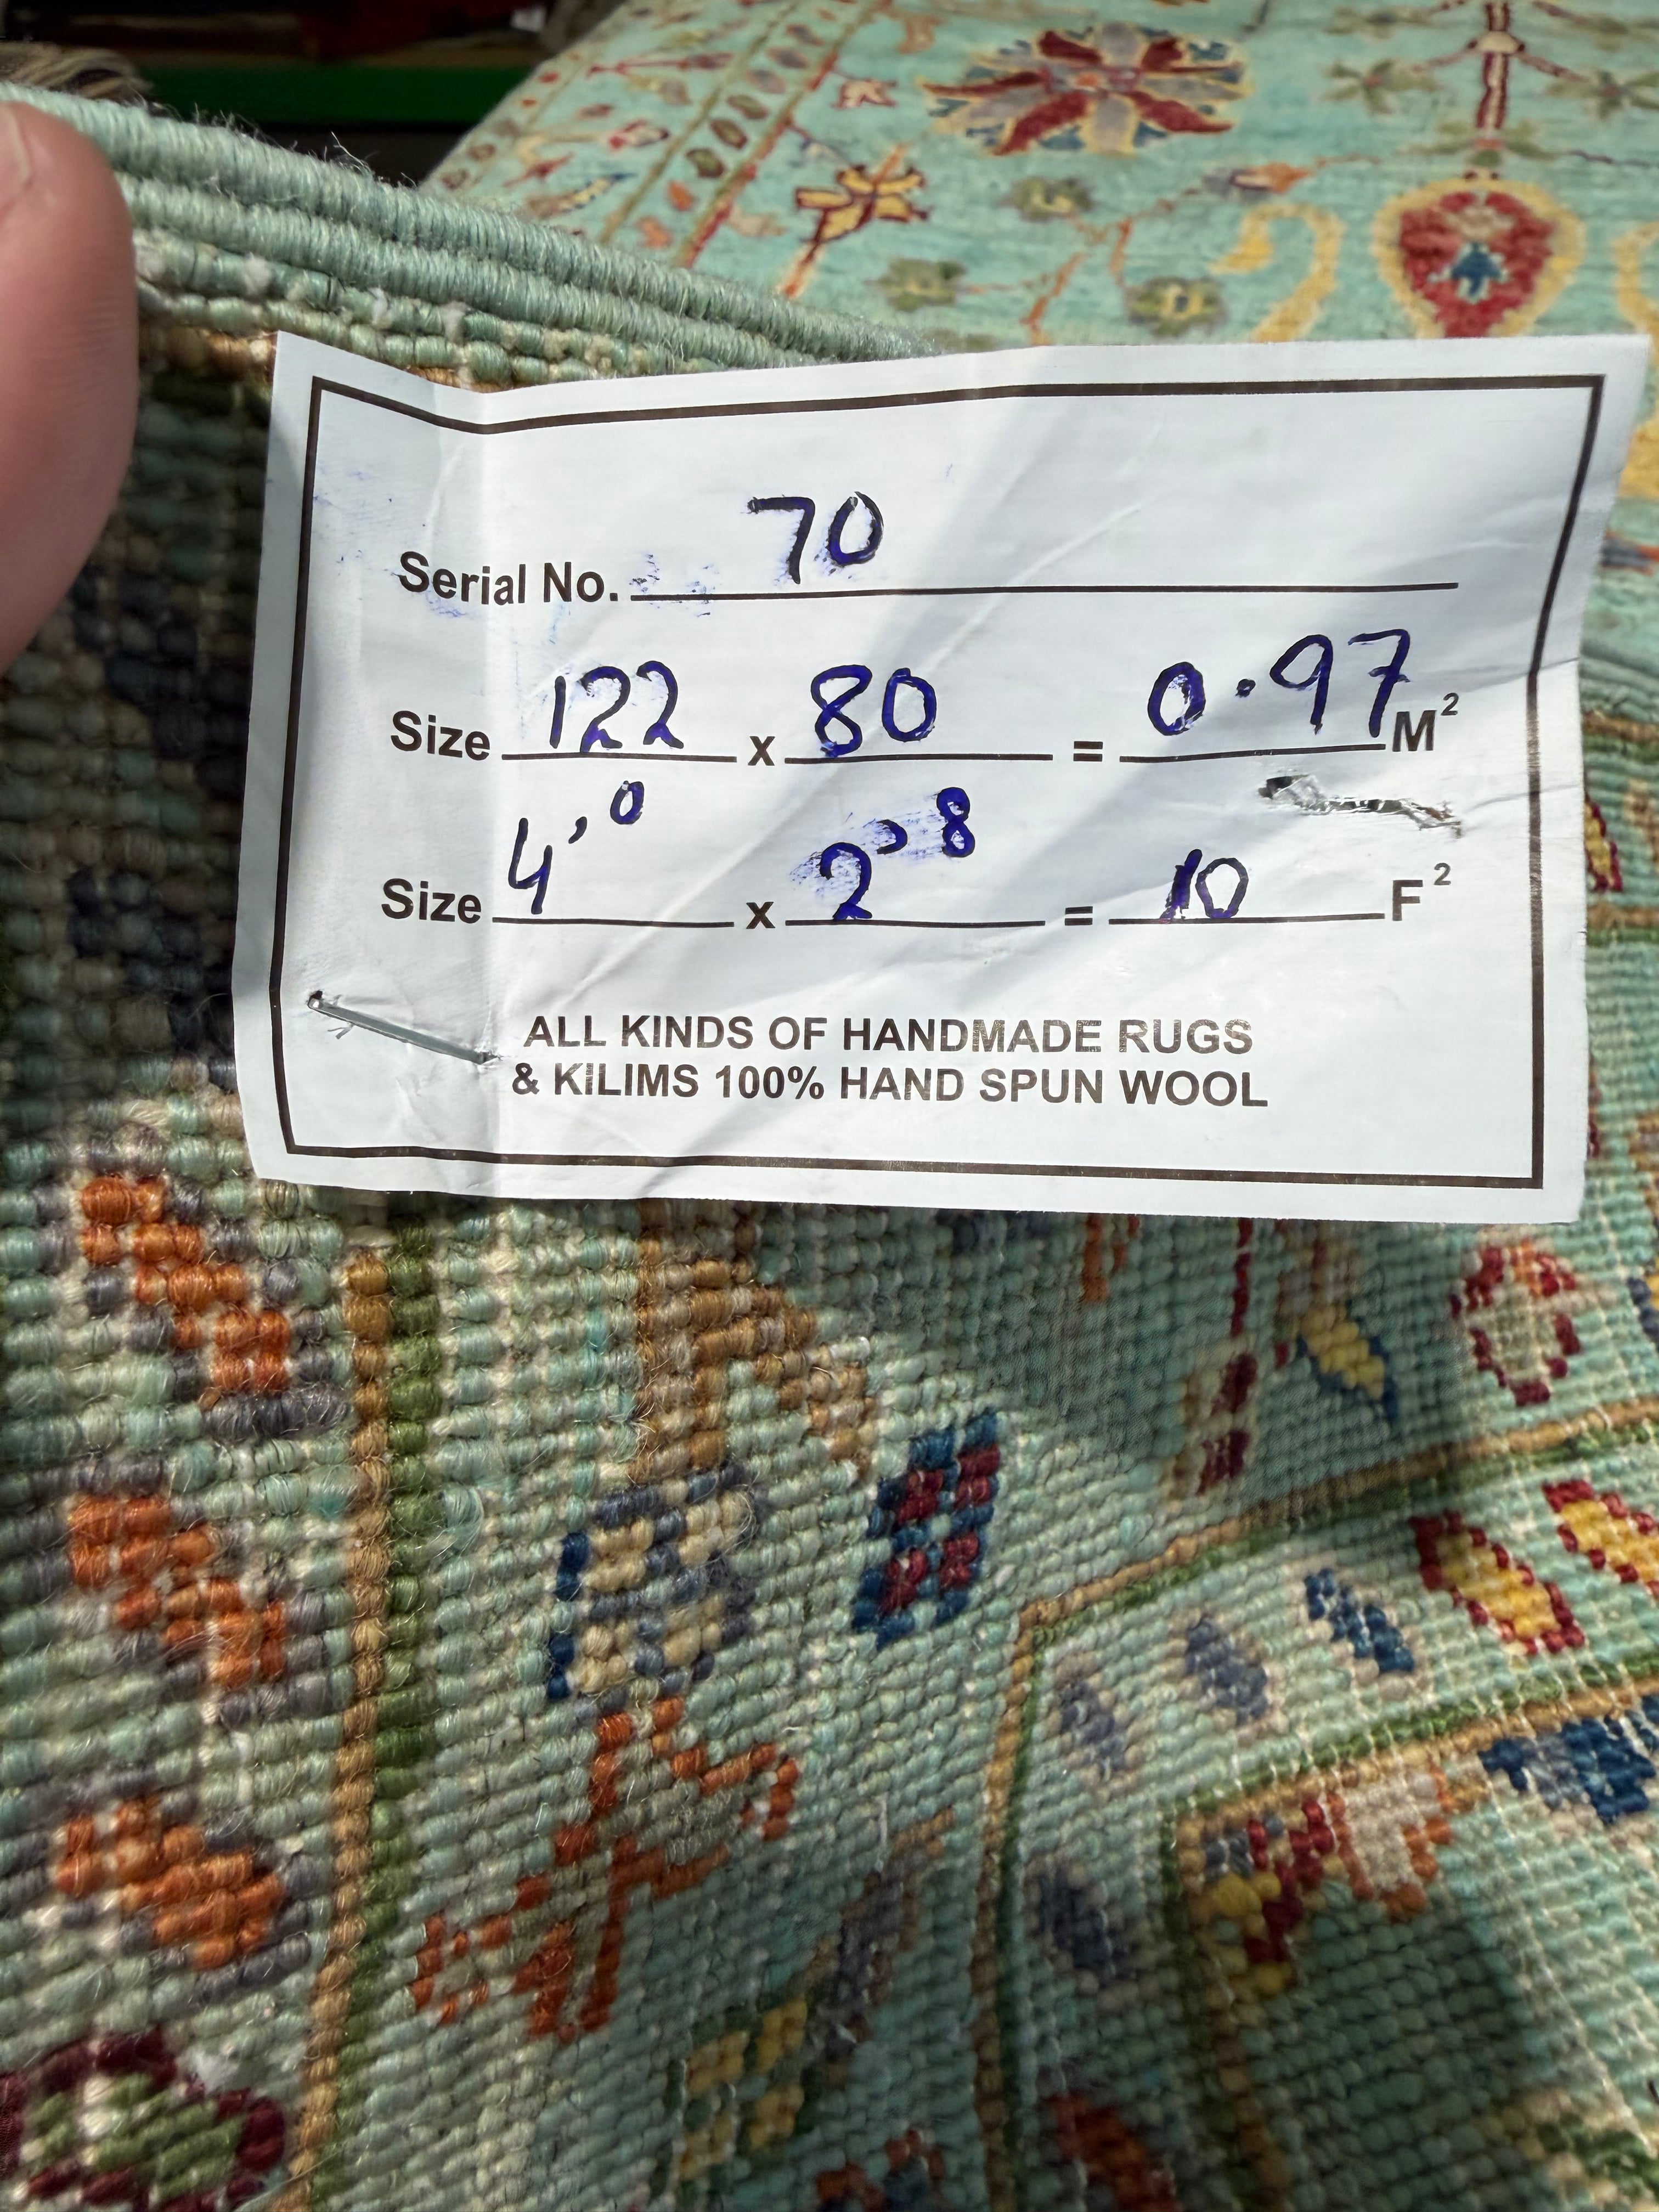 Serial No. 70
Size 122 x 80 = 0.97 M²
Size 4'0 x 2'8 = 10 F²
ALL KINDS OF HANDMADE RUGS
& KILIMS 100% HAND SPUN WOOL